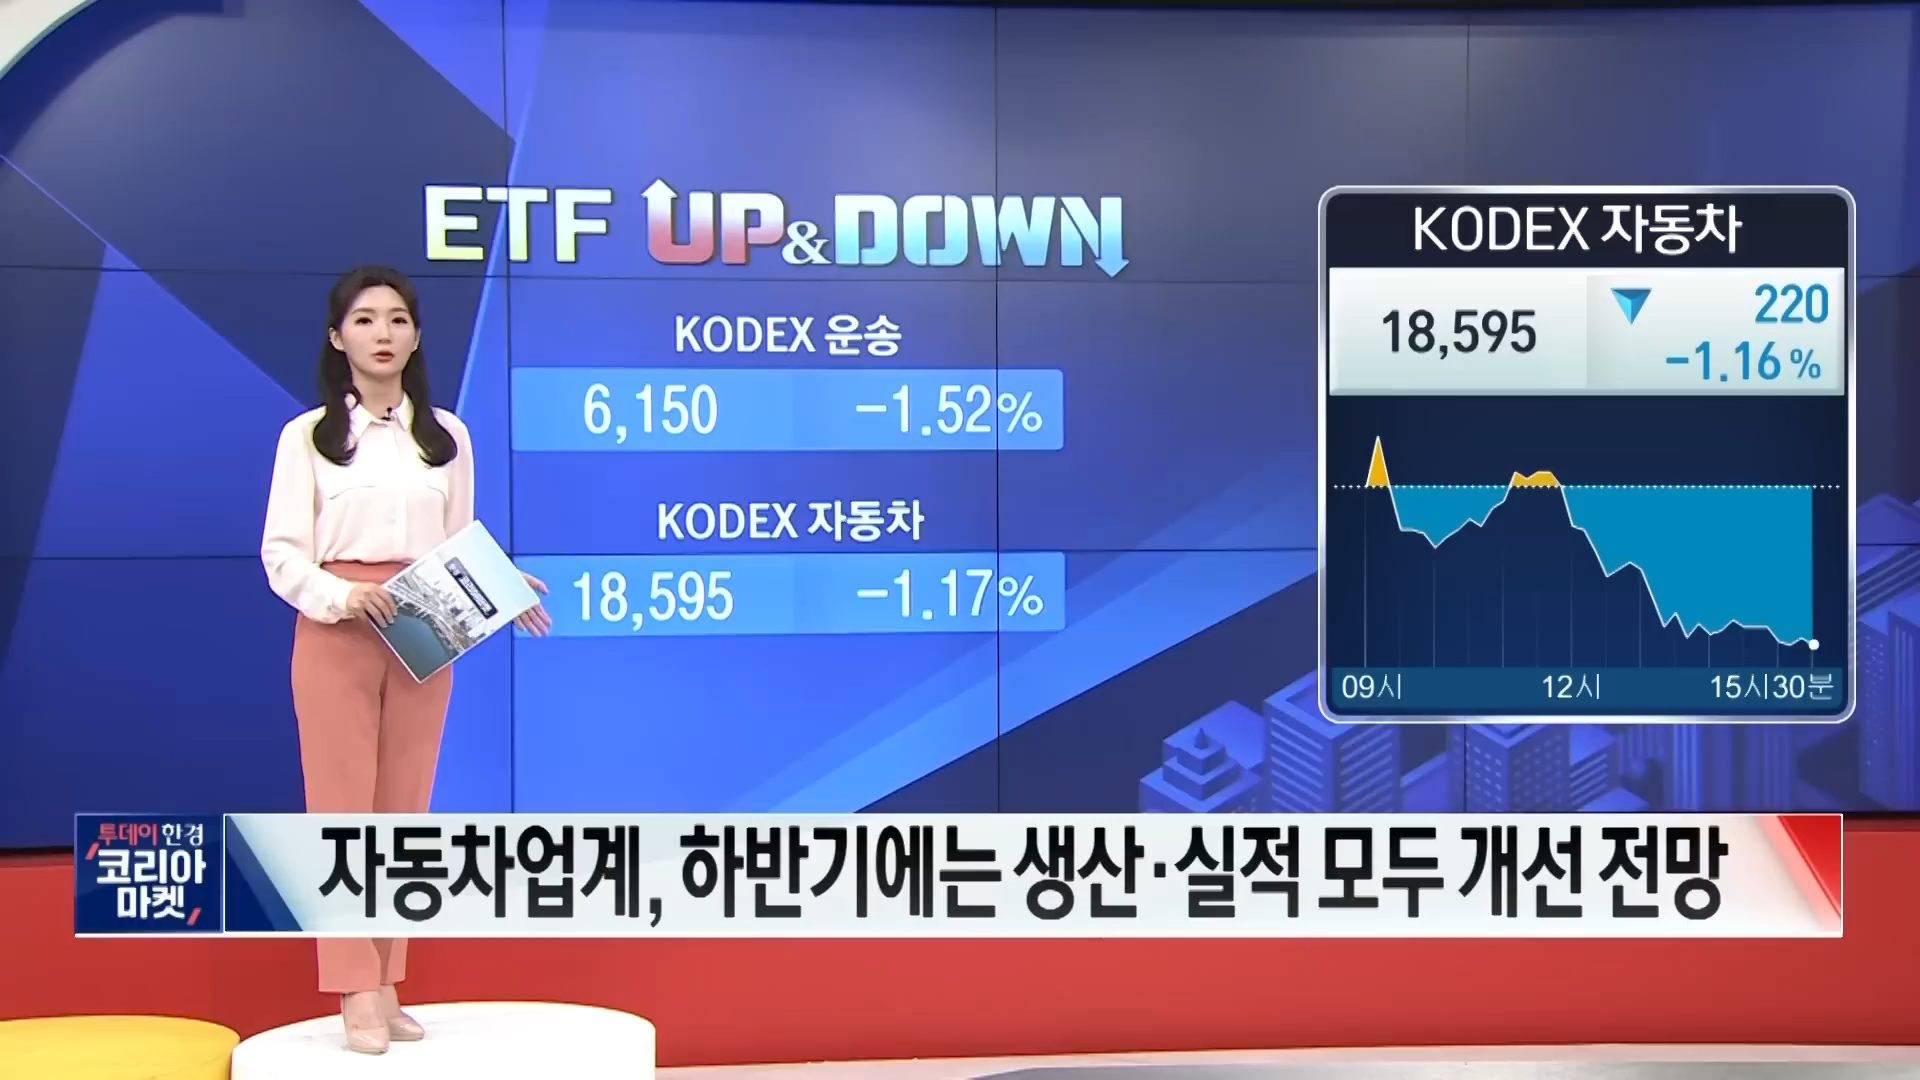 ETF UP&DOWN
KODEX 운송
6,150 -1.52%
KODEX 자동차
18,595 -1.17%
KODEX 자동차
18,595
220
-1.16%
09시 12시 15시30분
투데이 한경
코리아
마켓
자동차업계, 하반기에는 생산·실적 모두 개선 전망